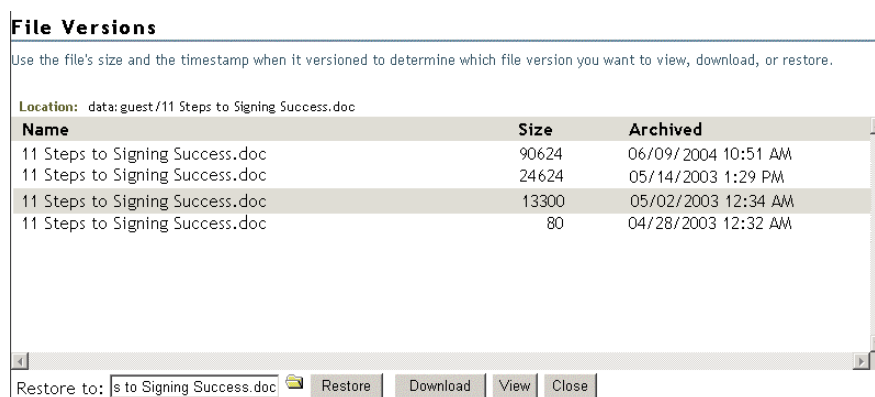 File Versions
Use the file's size and the timestamp when it versioned to determine which file version you want to view, download, or restore.
Location: data:guest/11 Steps to Signing Success.doc
Name Size Archived
11 Steps to Signing Success.doc 90624 06/09/2004 10:51 AM
11 Steps to Signing Success.doc 24624 05/14/2003 1:29 PM
11 Steps to Signing Success.doc 13300 05/02/2003 12:34 AM
11 Steps to Signing Success.doc 80 04/28/2003 12:32 AM
Restore to: s to Signing Success.doc Restore Download View Close